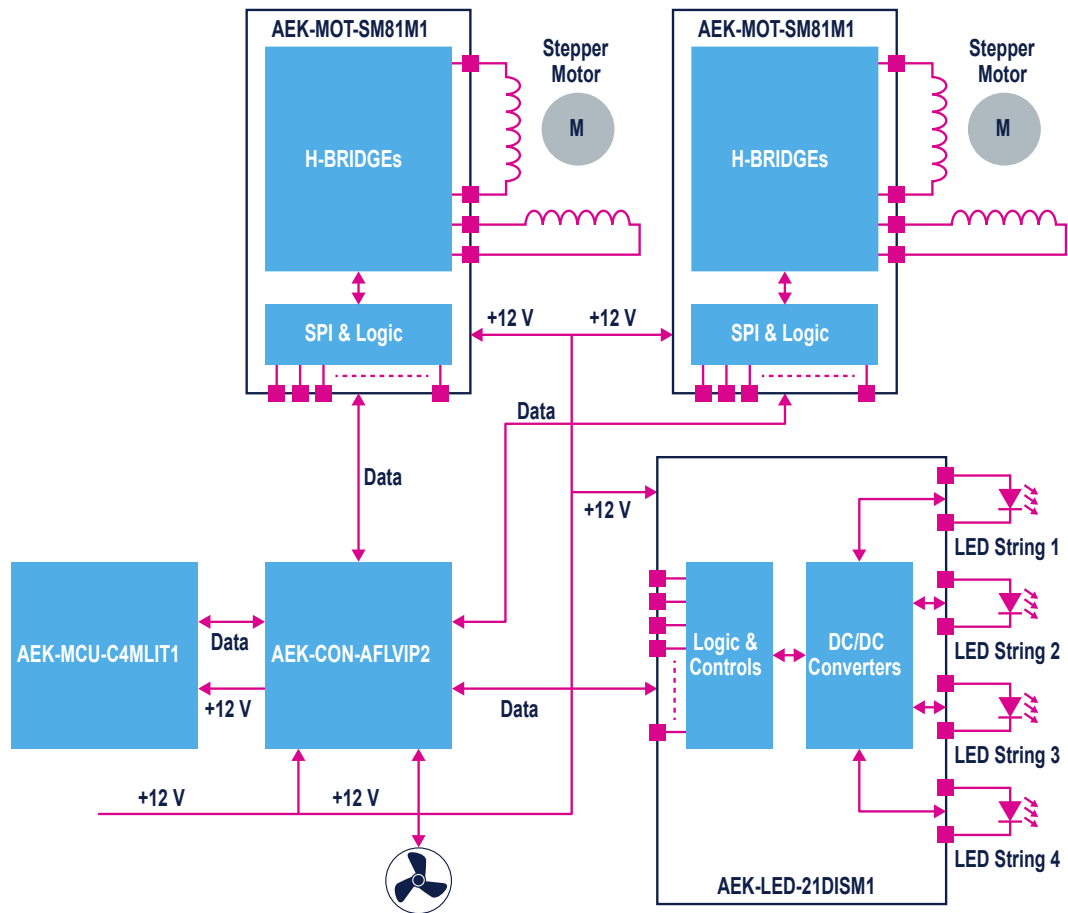 AEK-MOT-SM81M1
AEK-MOT-SM81M1
Stepper
Motor
Stepper
Motor
M
M
H-BRIDGEs
H-BRIDGEs
+12 V
+12 V
SPI & Logic
SPI & Logic
Data
Data
+12 V
LED String 1
AEK-MCU-C4MLIT1
Data
AEK-CON-AFLVIP2
Logic &
Controls
DC/DC
Converters
LED String 2
+12 V
Data
LED String 3
+12 V
+12 V
LED String 4
AEK-LED-21DISM1